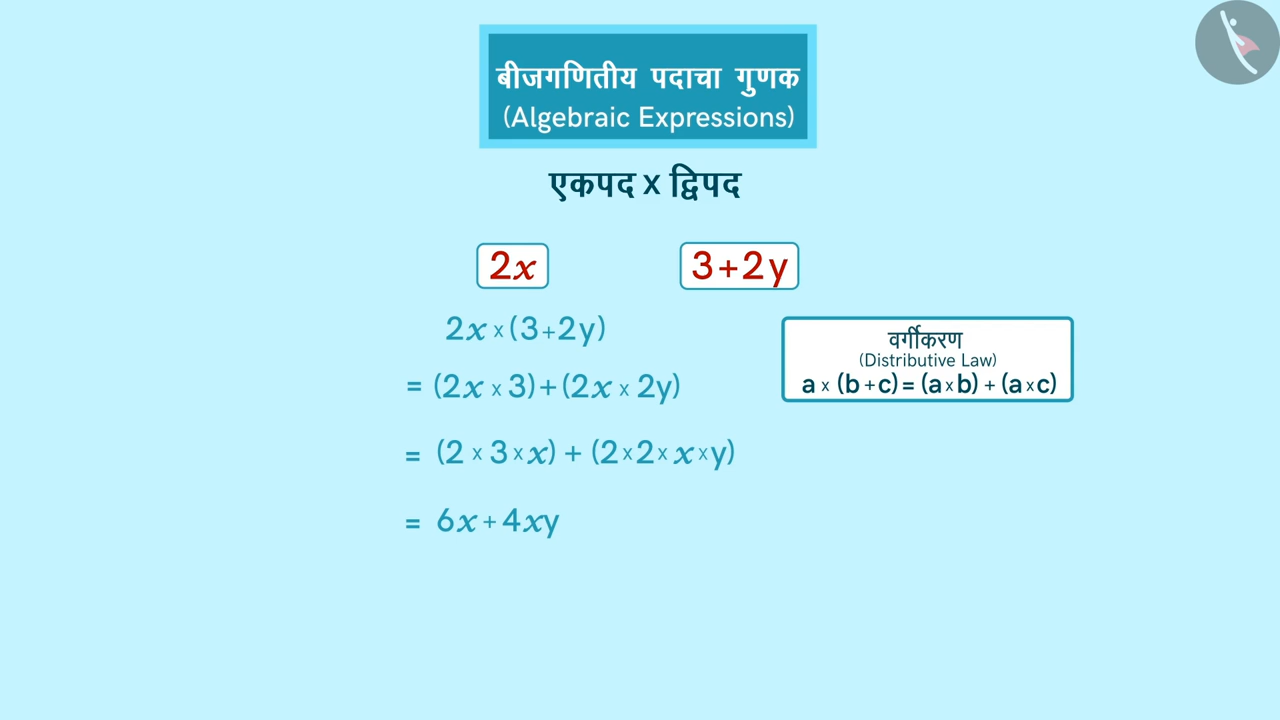 बीजगणितीय पदाचा गुणक
(Algebraic Expressions)
एकपद x द्विपद
2x 3+2y
2x × (3+2y)
वर्गीकरण
(Distributive Law)
a × (b+c) = (a×b) + (a×c)
= (2x × 3)+(2x × 2y)
= (2 × 3 × x) + (2×2× x×y)
= 6x + 4xy